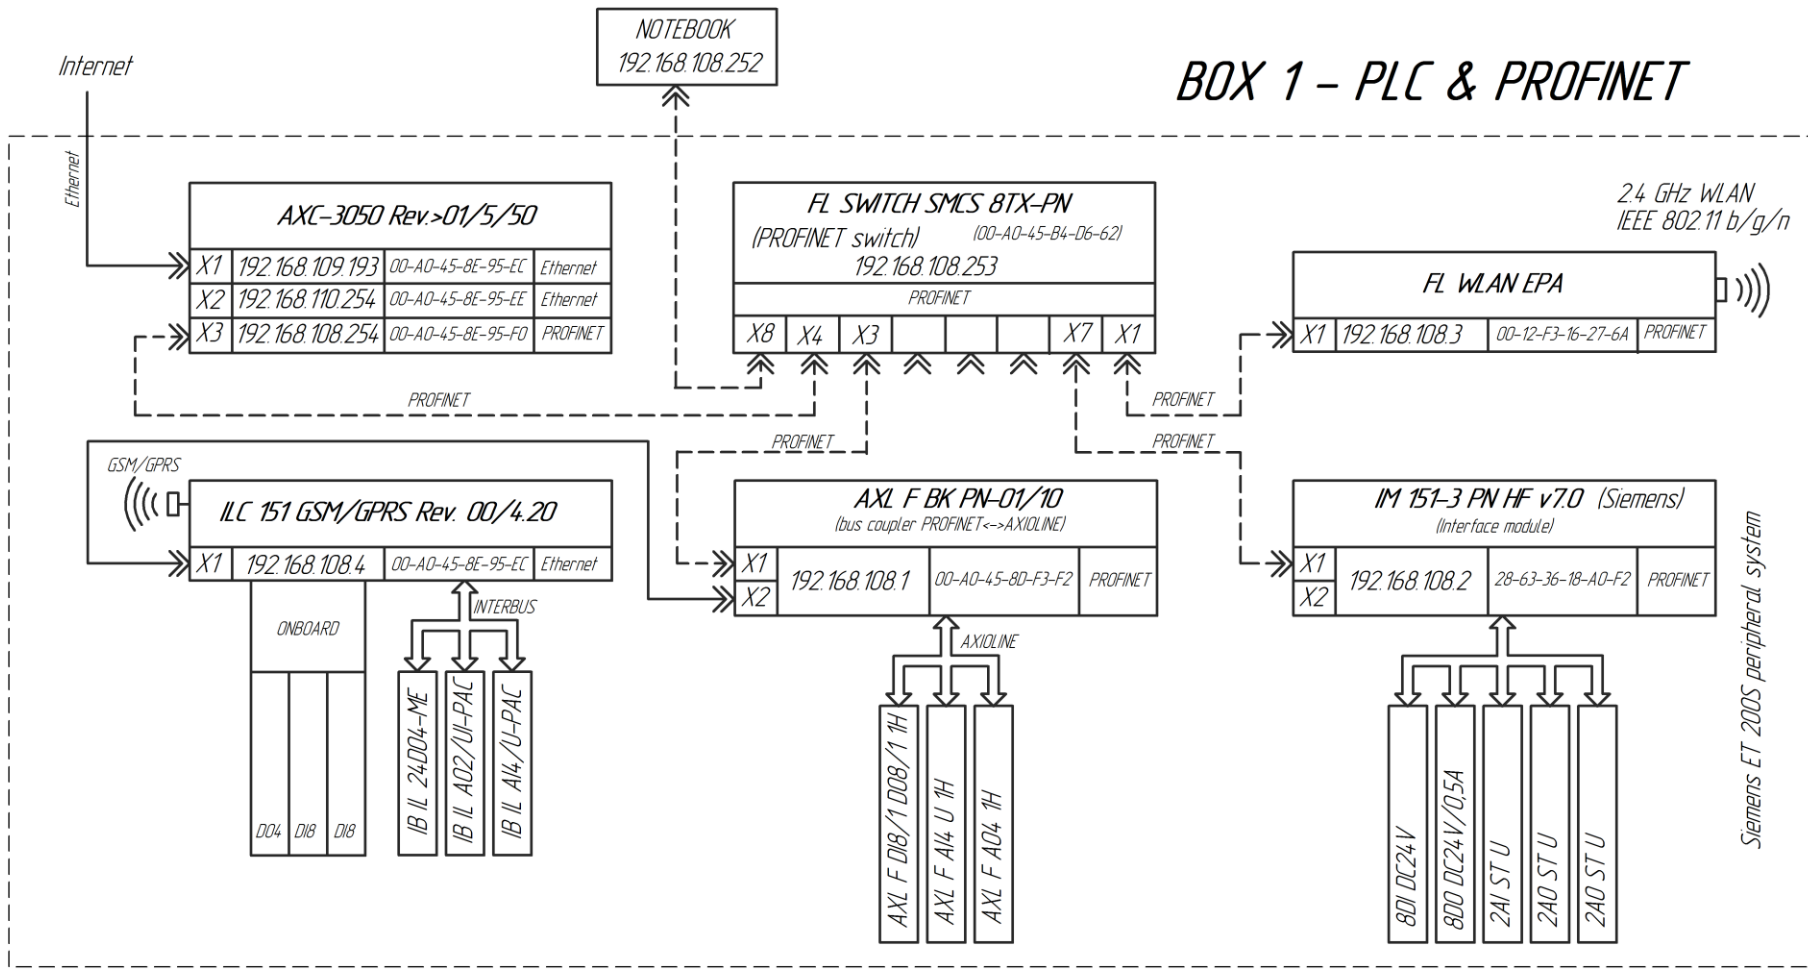 NOTEBOOK
192.168.108.252
Internet
BOX 1 - PLC & PROFINET
Ethernet
AXC-3050 Rev.>01/5/50
X1 192.168.109.193 00-A0-45-8E-95-EC Ethernet
X2 192.168.110.254 00-A0-45-8E-95-EE Ethernet
X3 192.168.108.254 00-A0-45-8E-95-F0 PROFINET
FL SWITCH SMCS 8TX-PN
(PROFINET switch) (00-A0-45-B4-D6-62)
192.168.108.253
PROFINET
X8 X4 X3 X7 X1
2.4 GHz WLAN
IEEE 802.11 b/g/n
FL WLAN EPA
X1 192.168.108.3 00-12-F3-16-27-6A PROFINET
PROFINET
PROFINET
PROFINET
PROFINET
GSM/GPRS
ILC 151 GSM/GPRS Rev. 00/4.20
X1 192.168.108.4 00-A0-45-8E-95-EC Ethernet
ONBOARD
DO4
DI8
DI8
INTERBUS
IB IL 24DO4-ME
IB IL AO2/UI-PAC
IB IL AI4/U-PAC
AXL F BK PN-01/10
(bus coupler PROFINET<->AXIOLINE)
X1
X2
192.168.108.1 00-A0-45-8D-F3-F2 PROFINET
AXIOLINE
AXL F DI8/1 DO8/1 1H
AXL F AI4 U 1H
AXL F AO4 1H
IM 151-3 PN HF v7.0 (Siemens)
(Interface module)
X1
X2
192.168.108.2 28-63-36-18-A0-F2 PROFINET
8DI DC24V
8DO DC24V/0,5A
2AI ST U
2AO ST U
2AO ST U
Siemens ET 200S peripheral system